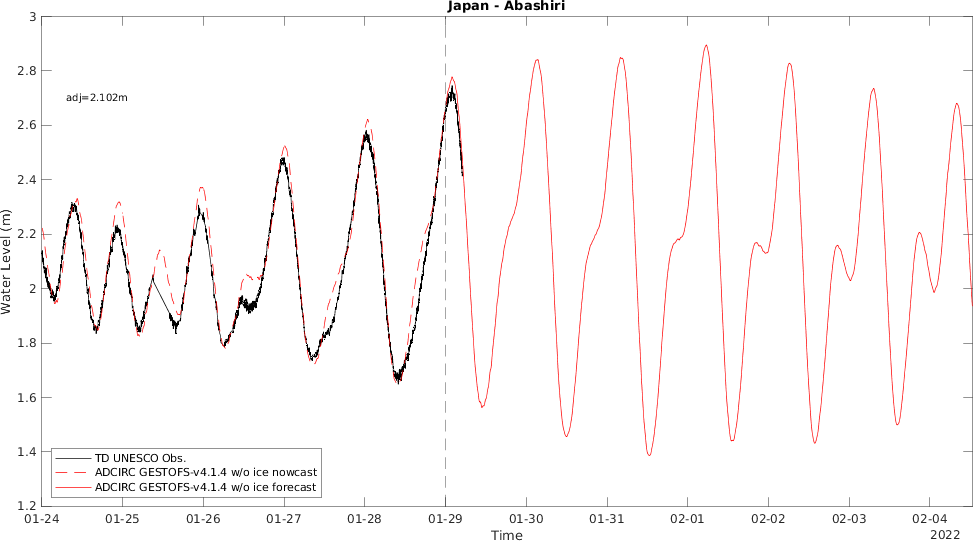 Japan - Abashiri
3
2.8
2.6
2.4
2.2
2
1.8
1.6
1.4
1.2
Water Level (m)
adj=2.102m
TD UNESCO Obs.
ADCIRC GESTOFS-v4.1.4 w/o ice nowcast
ADCIRC GESTOFS-v4.1.4 w/o ice forecast
01-24 01-25 01-26 01-27 01-28 01-29 01-30 01-31 02-01 02-02 02-03 02-04
Time
2022